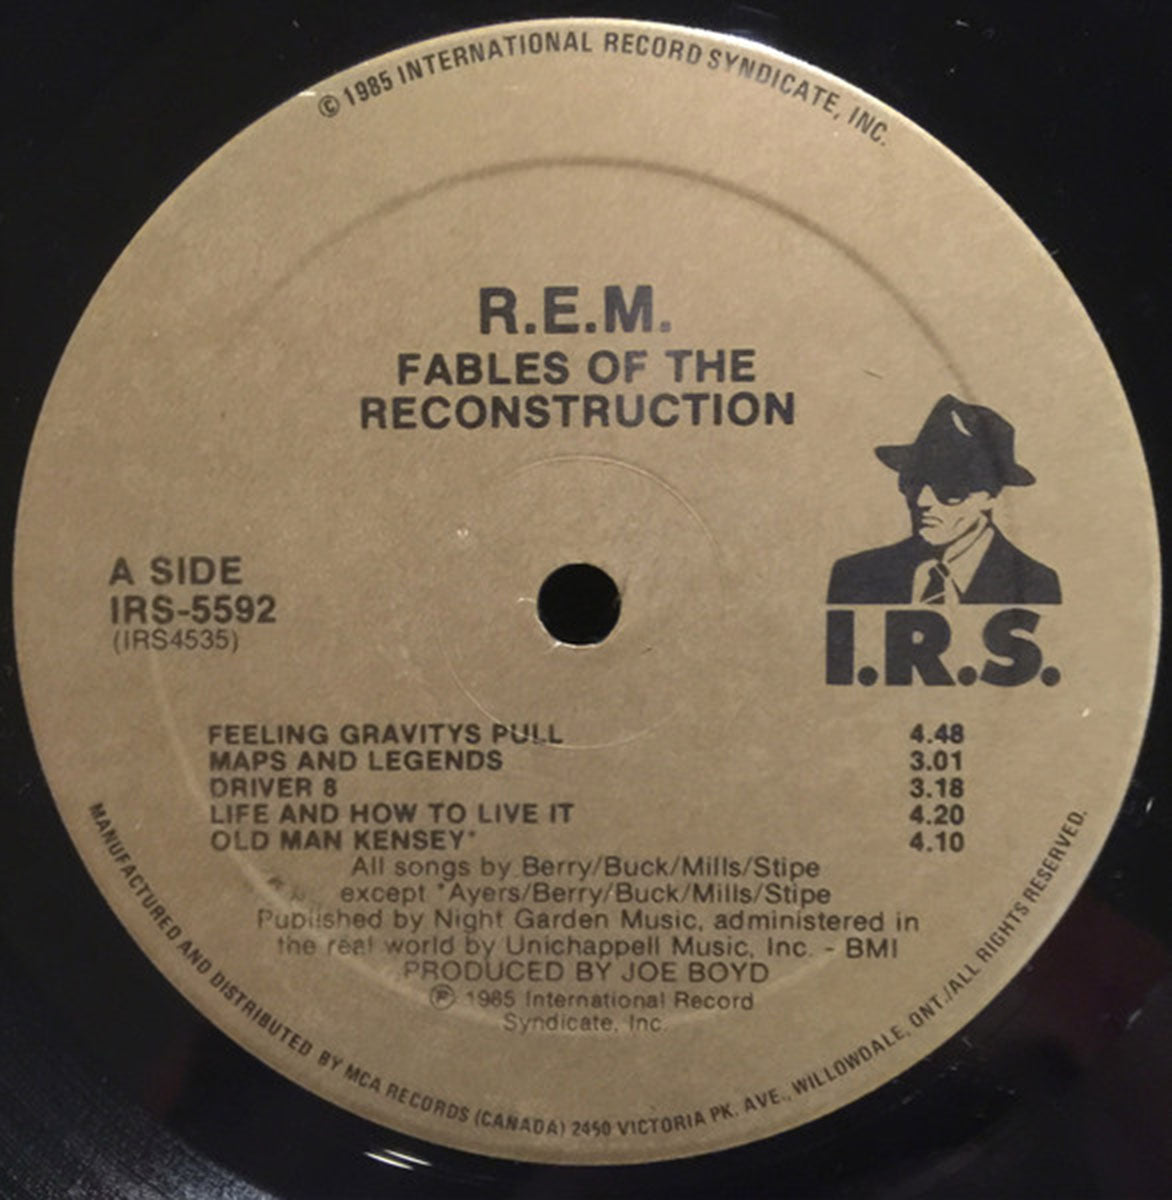 © 1985 INTERNATIONAL RECORD SYNDICATE, INC.
R.E.M.
FABLES OF THE
RECONSTRUCTION
A SIDE
IRS-5592
(IRS4535)
I.R.S.
FEELING GRAVITYS PULL 4.48
MAPS AND LEGENDS 3.01
DRIVER 8 3.18
LIFE AND HOW TO LIVE IT 4.20
OLD MAN KENSEY* 4.10
All songs by Berry/Buck/Mills/Stipe
except *Ayers/Berry/Buck/Mills/Stipe
Published by Night Garden Music, administered in
the real world by Unichappell Music, Inc. - BMI
PRODUCED BY JOE BOYD
℗ 1985 International Record
Syndicate, Inc
MANUFACTURED AND DISTRIBUTED BY MCA RECORDS (CANADA) 2450 VICTORIA PK. AVE., WILLOWDALE, ONT./ALL RIGHTS RESERVED.